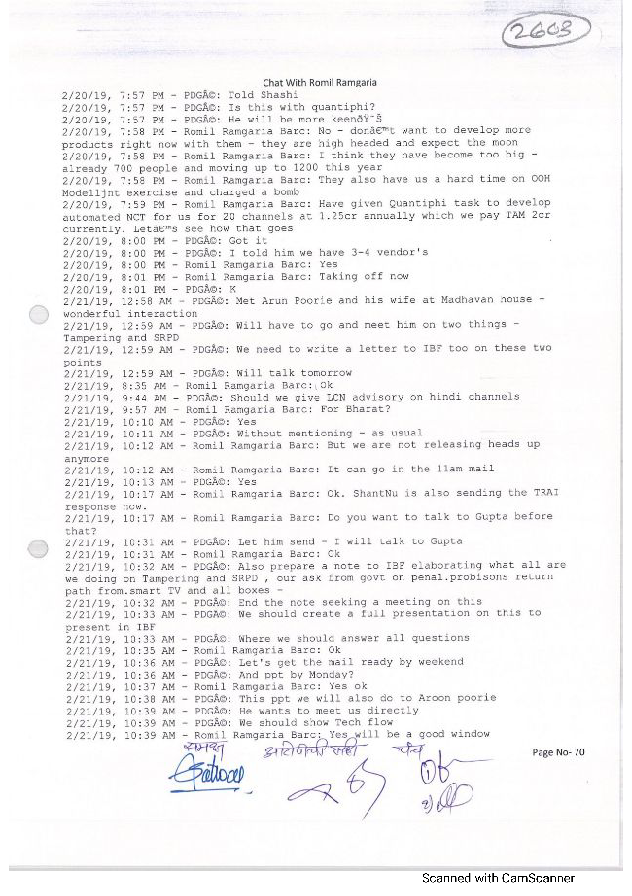 2603
Chat With Romil Ramgaria
2/20/19, 7:57 PM - PDGÂ©: Told Shashi
2/20/19, 7:57 PM - PDGÂ©: Is this with quantiphi?
2/20/19, 7:57 PM - PDGÂ©: He will be more keenðŸ˜Š
2/20/19, 7:58 PM - Romil Ramgaria Barc: No - donâ€™t want to develop more
products right now with them - they are high headed and expect the moon
2/20/19, 7:58 PM - Romil Ramgaria Barc: I think they have become too big -
already 700 people and moving up to 1200 this year
2/20/19, 7:58 PM - Romil Ramgaria Barc: They also have us a hard time on OOH
Modelljnt exercise and charged a bomb
2/20/19, 7:59 PM - Romil Ramgaria Barc: Have given Quantiphi task to develop
automated NCT for us for 20 channels at 1.25cr annually which we pay TAM 2cr
currently. Letâ€™s see how that goes
2/20/19, 8:00 PM - PDGÂ©: Got it
2/20/19, 8:00 PM - PDGÂ©: I told him we have 3-4 vendor's
2/20/19, 8:00 PM - Romil Ramgaria Barc: Yes
2/20/19, 8:01 PM - Romil Ramgaria Barc: Taking off now
2/20/19, 8:01 PM - PDGÂ©: K
2/21/19, 12:58 AM - PDGÂ©: Met Arun Poorie and his wife at Madhavan house -
wonderful interaction
2/21/19, 12:59 AM - PDGÂ©: Will have to go and meet him on two things -
Tampering and SRPD
2/21/19, 12:59 AM - PDGÂ©: We need to write a letter to IBF too on these two
points
2/21/19, 12:59 AM - PDGÂ©: Will talk tomorrow
2/21/19, 8:35 AM - Romil Ramgaria Barc: Ok
2/21/19, 9:44 AM - PDGÂ©: Should we give LCN advisory on hindi channels
2/21/19, 9:57 AM - Romil Ramgaria Barc: For Bharat?
2/21/19, 10:10 AM - PDGÂ©: Yes
2/21/19, 10:11 AM - PDGÂ©: Without mentioning - as usual
2/21/19, 10:12 AM - Romil Ramgaria Barc: But we are not releasing heads up
anymore
2/21/19, 10:12 AM - Romil Ramgaria Barc: It can go in the 11am mail
2/21/19, 10:13 AM - PDGÂ©: Yes
2/21/19, 10:17 AM - Romil Ramgaria Barc: Ok. ShantNu is also sending the TRAI
response now.
2/21/19, 10:17 AM - Romil Ramgaria Barc: Do you want to talk to Gupta before
that?
2/21/19, 10:31 AM - PDGÂ©: Let him send - I will talk to Gupta
2/21/19, 10:31 AM - Romil Ramgaria Barc: Ok
2/21/19, 10:32 AM - PDGÂ©: Also prepare a note to IBF elaborating what all are
we doing on Tampering and SRPD , our ask from govt on penal.probisons return
path from.smart TV and all boxes -
2/21/19, 10:32 AM - PDGÂ©: End the note seeking a meeting on this
2/21/19, 10:33 AM - PDGÂ©: We should create a full presentation on this to
present in IBF
2/21/19, 10:33 AM - PDGÂ©: Where we should answer all questions
2/21/19, 10:35 AM - Romil Ramgaria Barc: Ok
2/21/19, 10:36 AM - PDGÂ©: Let's get the mail ready by weekend
2/21/19, 10:36 AM - PDGÂ©: And ppt by Monday?
2/21/19, 10:37 AM - Romil Ramgaria Barc: Yes ok
2/21/19, 10:38 AM - PDGÂ©: This ppt we will also do to Aroon poorie
2/21/19, 10:39 AM - PDGÂ©: He wants to meet us directly
2/21/19, 10:39 AM - PDGÂ©: We should show Tech flow
2/21/19, 10:39 AM - Romil Ramgaria Barc: Yes will be a good window
समक्ष आरोपीची सही पंच
Page No- 70
Scanned with CamScanner